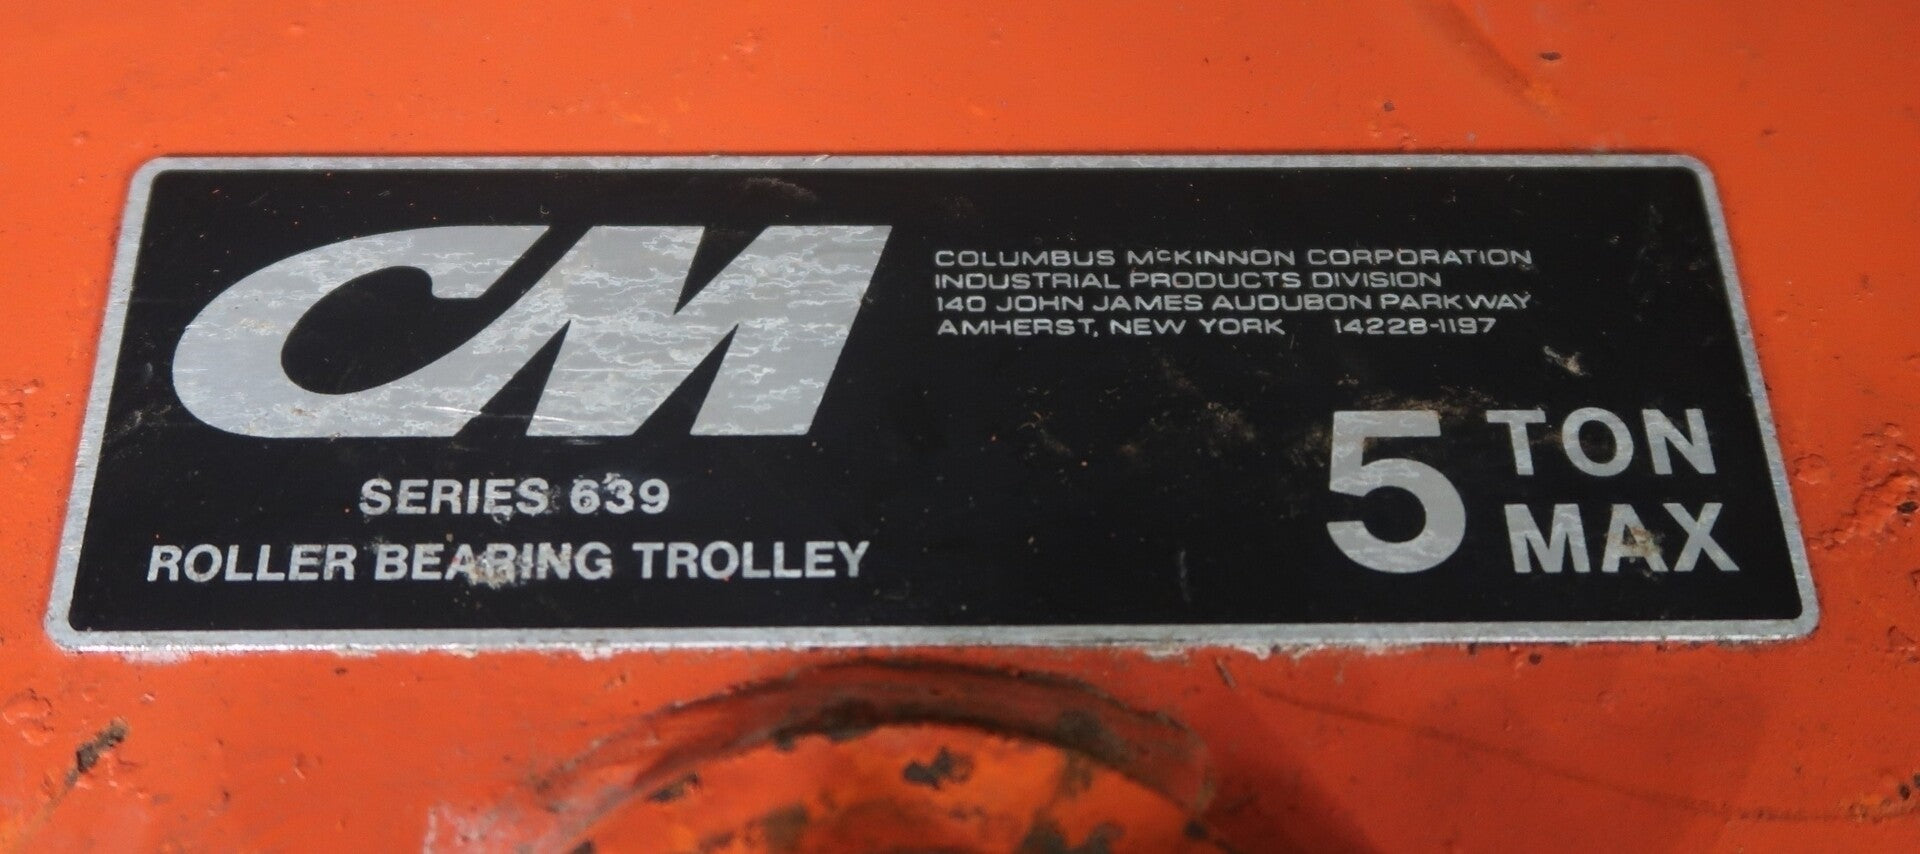 CM
SERIES 639
ROLLER BEARING TROLLEY
COLUMBUS McKINNON CORPORATION
INDUSTRIAL PRODUCTS DIVISION
140 JOHN JAMES AUDUBON PARKWAY
AMHERST, NEW YORK 14228-1197
5 TON
MAX